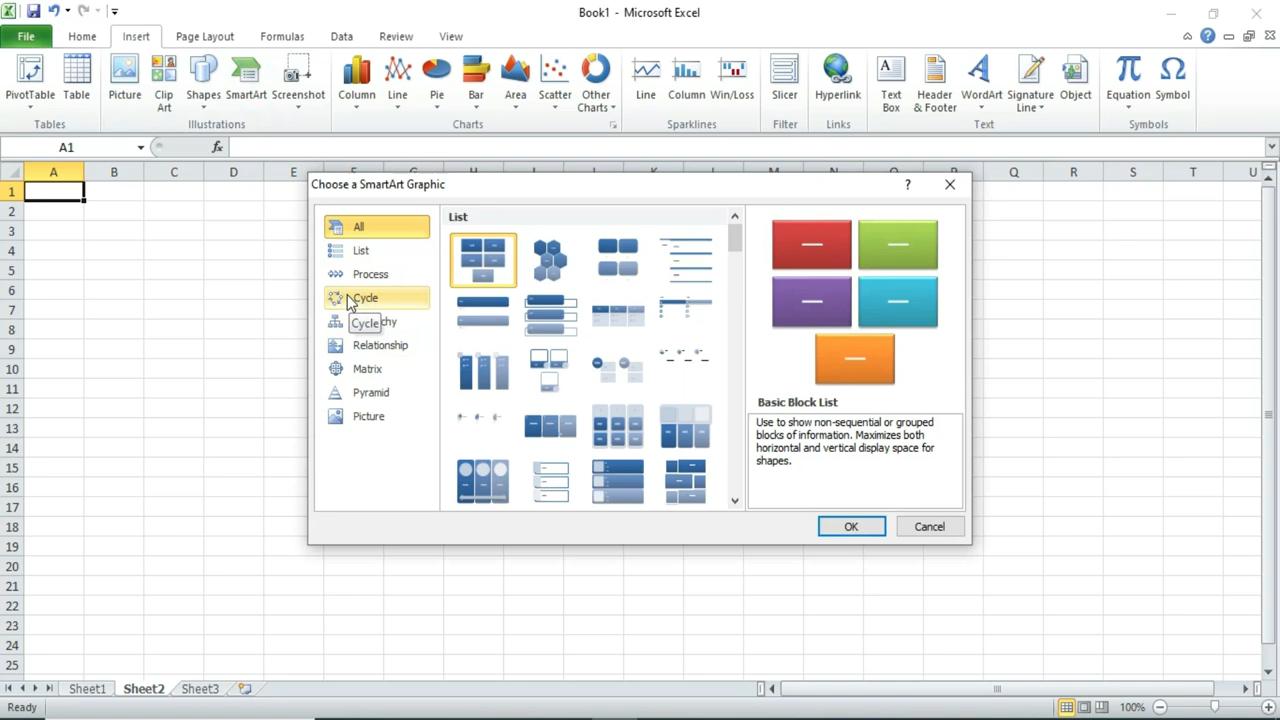 Book1 - Microsoft Excel
File Home Insert Page Layout Formulas Data Review View
PivotTable Table Picture Clip Art Shapes SmartArt Screenshot Column Line Pie Bar Area Scatter Other Charts Line Column Win/Loss Slicer Hyperlink Text Box Header & Footer WordArt Signature Line Object Equation Symbol
Tables Illustrations Charts Sparklines Filter Links Text Symbols
A1 fx
A B C D E F G H I J K L M N O P Q R S T U
Choose a SmartArt Graphic
All
List
Process
Cycle
Cycle
chy
Relationship
Matrix
Pyramid
Picture
List
Basic Block List
Use to show non-sequential or grouped
blocks of information. Maximizes both
horizontal and vertical display space for
shapes.
OK Cancel
1
2
3
4
5
6
7
8
9
10
11
12
13
14
15
16
17
18
19
20
21
22
23
24
25
Sheet1 Sheet2 Sheet3
Ready 100%